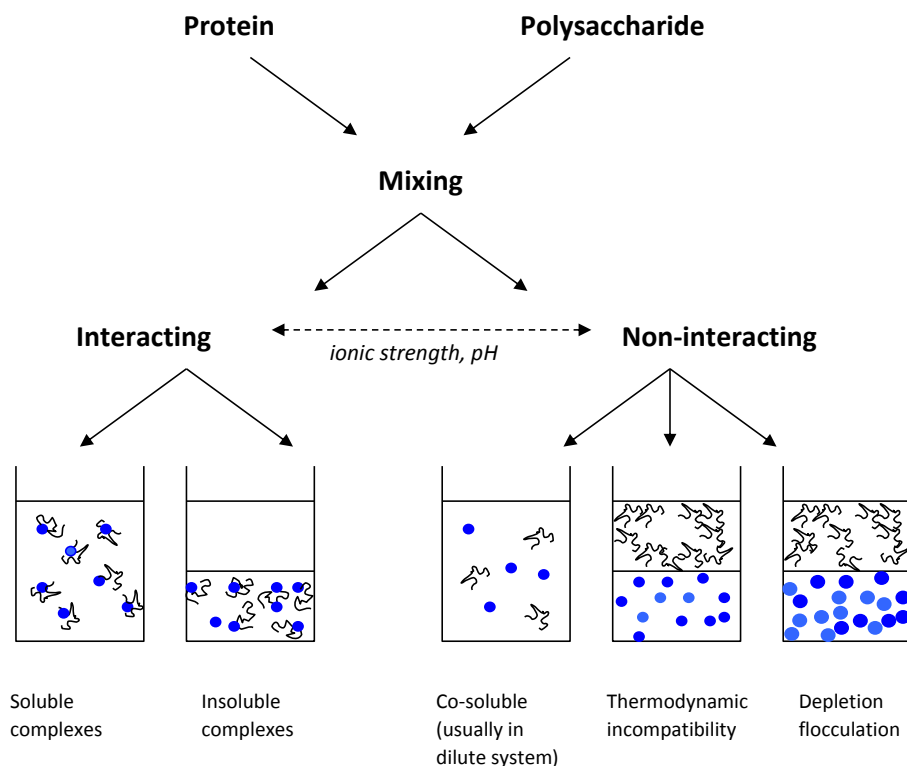 Protein
Polysaccharide
Mixing
Interacting
ionic strength, pH
Non-interacting
Soluble
complexes
Insoluble
complexes
Co-soluble
(usually in
dilute system)
Thermodynamic
incompatibility
Depletion
flocculation